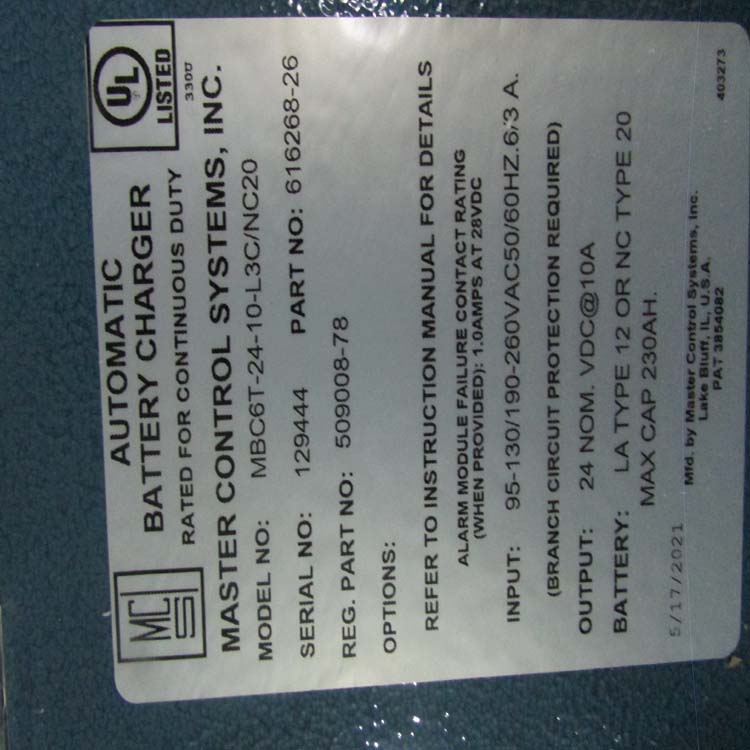 MCS
AUTOMATIC
BATTERY CHARGER
RATED FOR CONTINUOUS DUTY
UL
LISTED
330U
MASTER CONTROL SYSTEMS, INC.
MODEL NO: MBC6T-24-10-L3C/NC20
SERIAL NO: 129444 PART NO: 616268-26
REG. PART NO: 509008-78
OPTIONS:
REFER TO INSTRUCTION MANUAL FOR DETAILS
ALARM MODULE FAILURE CONTACT RATING
(WHEN PROVIDED): 1.0AMPS AT 28VDC
INPUT: 95-130/190-260VAC50/60HZ.6/3 A.
(BRANCH CIRCUIT PROTECTION REQUIRED)
OUTPUT: 24 NOM. VDC@10A
BATTERY: LA TYPE 12 OR NC TYPE 20
MAX CAP 230AH.
5/17/2021
Mfd. by Master Control Systems, Inc.
Lake Bluff, IL, U.S.A.
PAT 3854082
403273